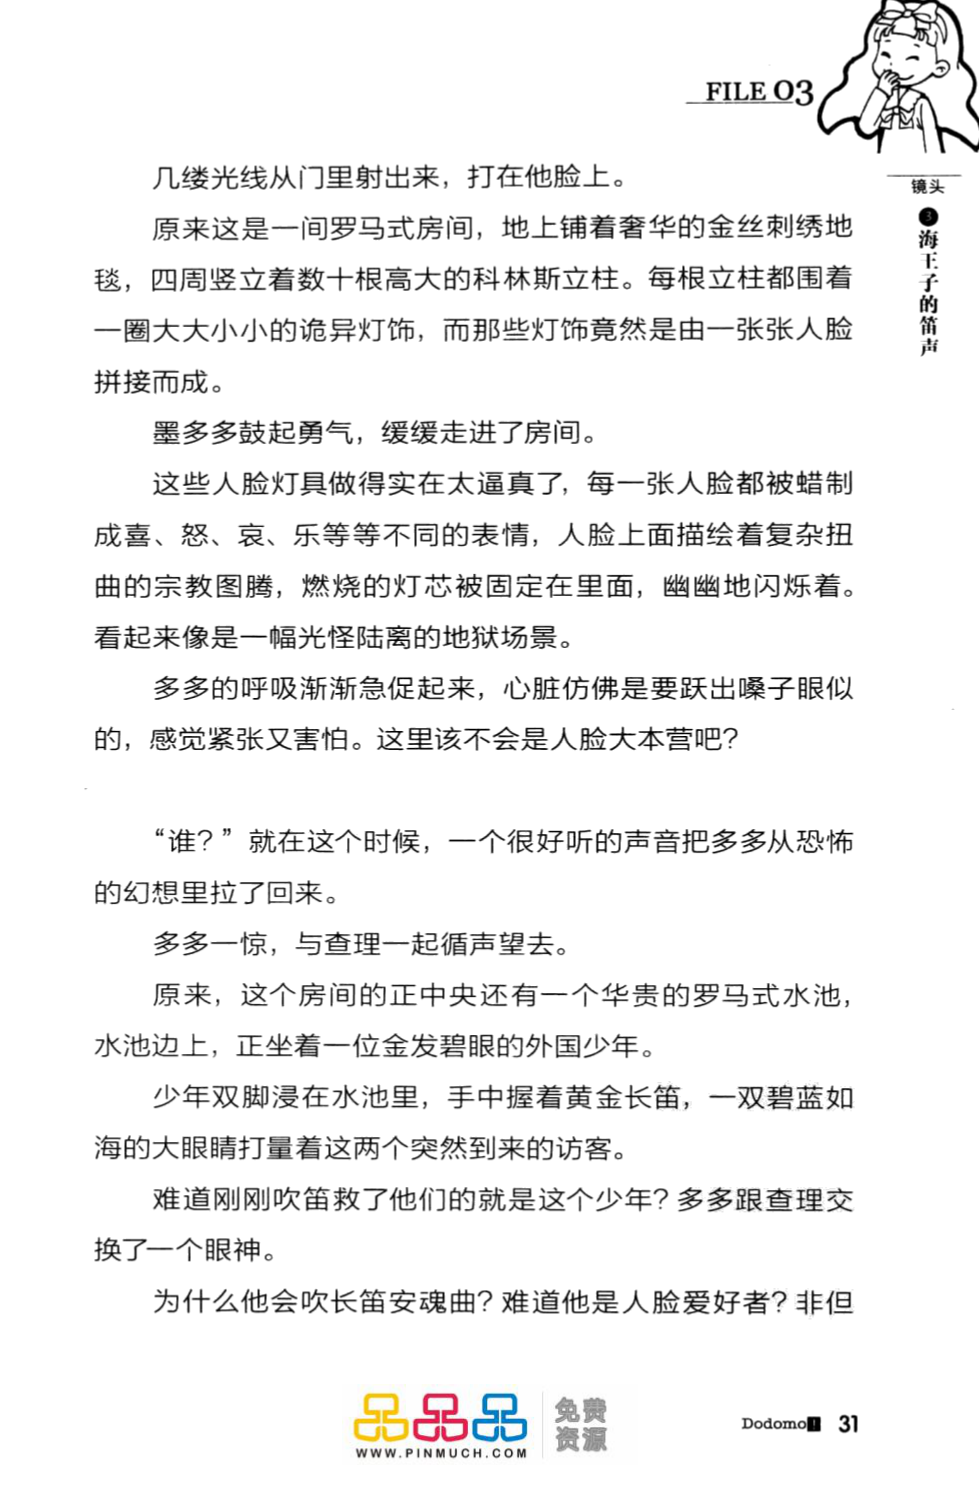 FILE 03
镜头
❸海王子的笛声
几缕光线从门里射出来，打在他脸上。
原来这是一间罗马式房间，地上铺着奢华的金丝刺绣地
毯，四周竖立着数十根高大的科林斯立柱。每根立柱都围着
一圈大大小小的诡异灯饰，而那些灯饰竟然是由一张张人脸
拼接而成。
墨多多鼓起勇气，缓缓走进了房间。
这些人脸灯具做得实在太逼真了，每一张人脸都被蜡制
成喜、怒、哀、乐等等不同的表情，人脸上面描绘着复杂扭
曲的宗教图腾，燃烧的灯芯被固定在里面，幽幽地闪烁着。
看起来像是一幅光怪陆离的地狱场景。
多多的呼吸渐渐急促起来，心脏仿佛是要跃出嗓子眼似
的，感觉紧张又害怕。这里该不会是人脸大本营吧？
“谁？”就在这个时候，一个很好听的声音把多多从恐怖
的幻想里拉了回来。
多多一惊，与查理一起循声望去。
原来，这个房间的正中央还有一个华贵的罗马式水池，
水池边上，正坐着一位金发碧眼的外国少年。
少年双脚浸在水池里，手中握着黄金长笛，一双碧蓝如
海的大眼睛打量着这两个突然到来的访客。
难道刚刚吹笛救了他们的就是这个少年？多多跟查理交
换了一个眼神。
为什么他会吹长笛安魂曲？难道他是人脸爱好者？非但
品品品
WWW.PINMUCH.COM
免费
资源
Dodomo! 31